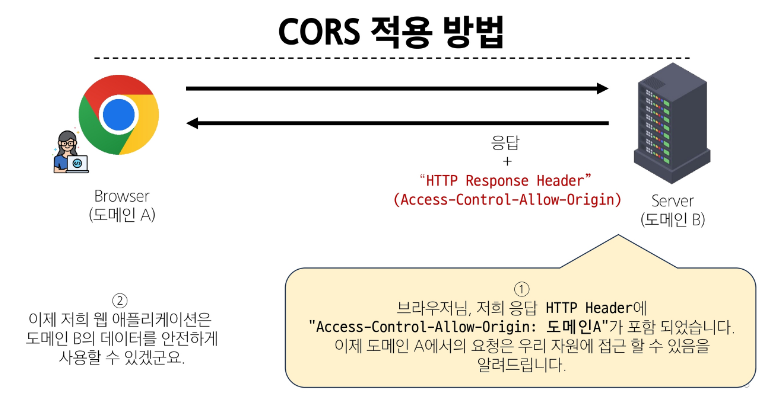 CORS 적용 방법
응답
+
“HTTP Response Header”
(Access-Control-Allow-Origin)
Browser
(도메인 A)
Server
(도메인 B)
①
브라우저님, 저희 응답 HTTP Header에
"Access-Control-Allow-Origin: 도메인A"가 포함 되었습니다.
이제 도메인 A에서의 요청은 우리 자원에 접근 할 수 있음을
알려드립니다.
②
이제 저희 웹 애플리케이션은
도메인 B의 데이터를 안전하게
사용할 수 있겠군요.